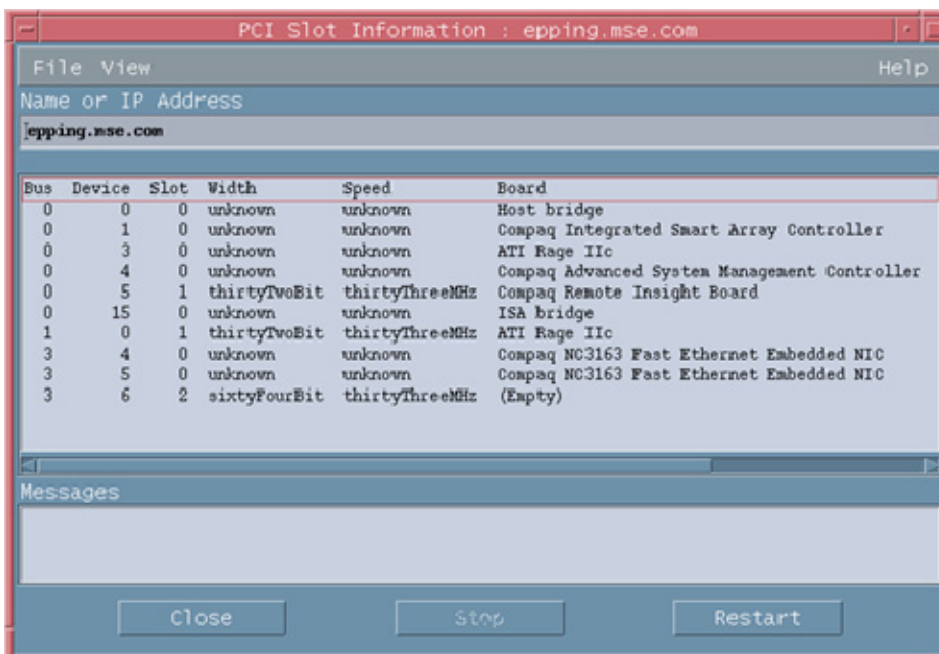 PCI Slot Information : epping.mse.com
File View Help
Name or IP Address
epping.mse.com
Bus Device Slot Width Speed Board
0 0 0 unknown unknown Host bridge
0 1 0 unknown unknown Compaq Integrated Smart Array Controller
0 3 0 unknown unknown ATI Rage IIc
0 4 0 unknown unknown Compaq Advanced System Management Controller
0 5 1 thirtyTwoBit thirtyThreeMHz Compaq Remote Insight Board
0 15 0 unknown unknown ISA bridge
1 0 1 thirtyTwoBit thirtyThreeMHz ATI Rage IIc
3 4 0 unknown unknown Compaq NC3163 Fast Ethernet Embedded NIC
3 5 0 unknown unknown Compaq NC3163 Fast Ethernet Embedded NIC
3 6 2 sixtyFourBit thirtyThreeMHz (Empty)
Messages
Close Stop Restart